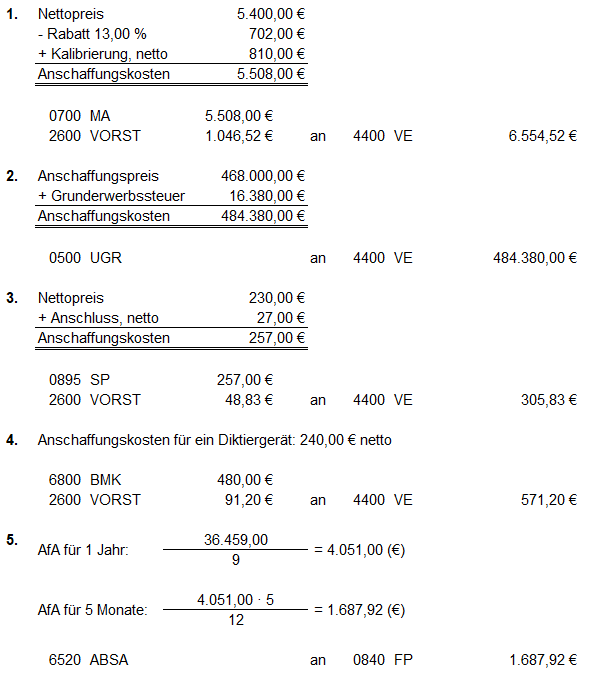 1. Nettopreis 5.400,00 €
- Rabatt 13,00 % 702,00 €
+ Kalibrierung, netto 810,00 €
Anschaffungskosten 5.508,00 €
0700 MA 5.508,00 €
2600 VORST 1.046,52 € an 4400 VE 6.554,52 €
2. Anschaffungspreis 468.000,00 €
+ Grunderwerbssteuer 16.380,00 €
Anschaffungskosten 484.380,00 €
0500 UGR an 4400 VE 484.380,00 €
3. Nettopreis 230,00 €
+ Anschluss, netto 27,00 €
Anschaffungskosten 257,00 €
0895 SP 257,00 €
2600 VORST 48,83 € an 4400 VE 305,83 €
4. Anschaffungskosten für ein Diktiergerät: 240,00 € netto
6800 BMK 480,00 €
2600 VORST 91,20 € an 4400 VE 571,20 €
5. AfA für 1 Jahr: 36.459,00
9
= 4.051,00 (€)
AfA für 5 Monate: 4.051,00 · 5
12
= 1.687,92 (€)
6520 ABSA an 0840 FP 1.687,92 €